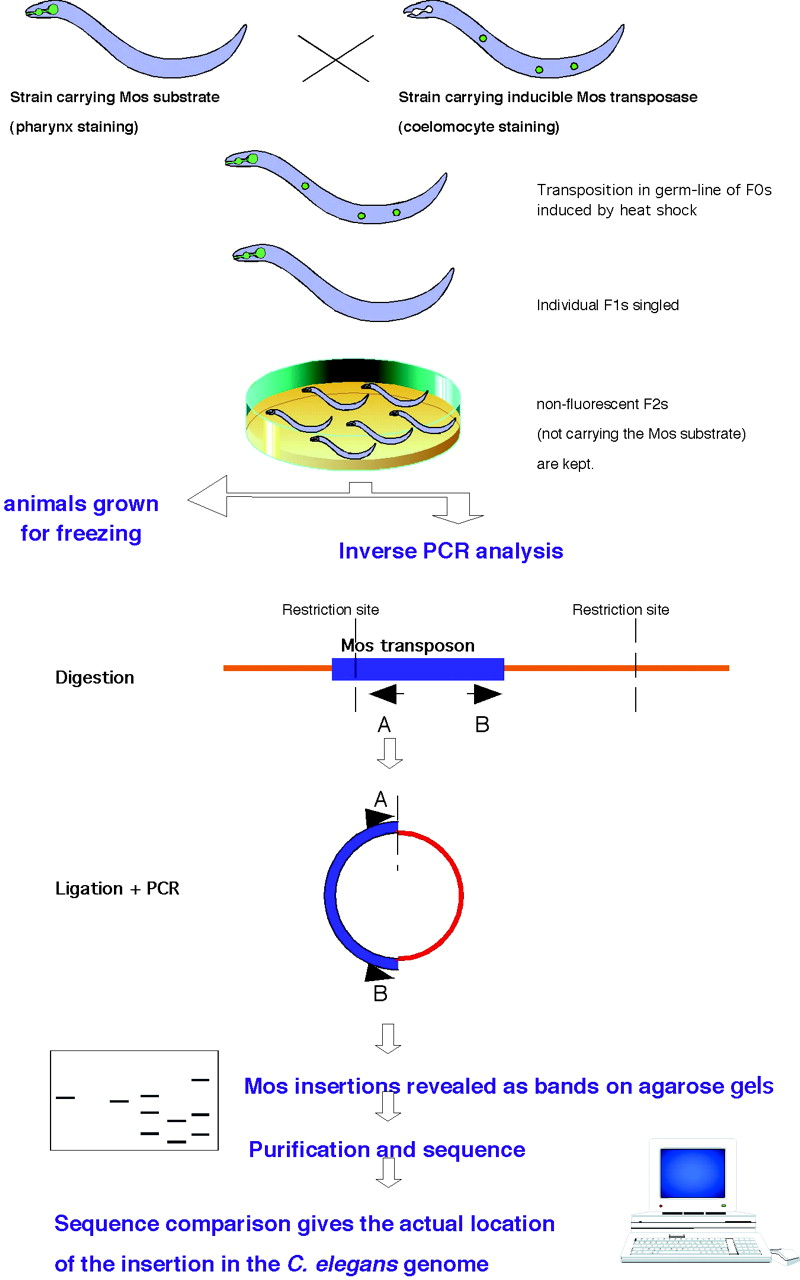 Strain carrying Mos substrate
(pharynx staining)
Strain carrying inducible Mos transposase
(coelomocyte staining)
Transposition in germ-line of F0s
induced by heat shock
Individual F1s singled
non-fluorescent F2s
(not carrying the Mos substrate)
are kept.
animals grown
for freezing
Inverse PCR analysis
Restriction site
Restriction site
Mos transposon
Digestion
A
B
A
Ligation + PCR
B
Mos insertions revealed as bands on agarose gels
Purification and sequence
Sequence comparison gives the actual location
of the insertion in the C. elegans genome